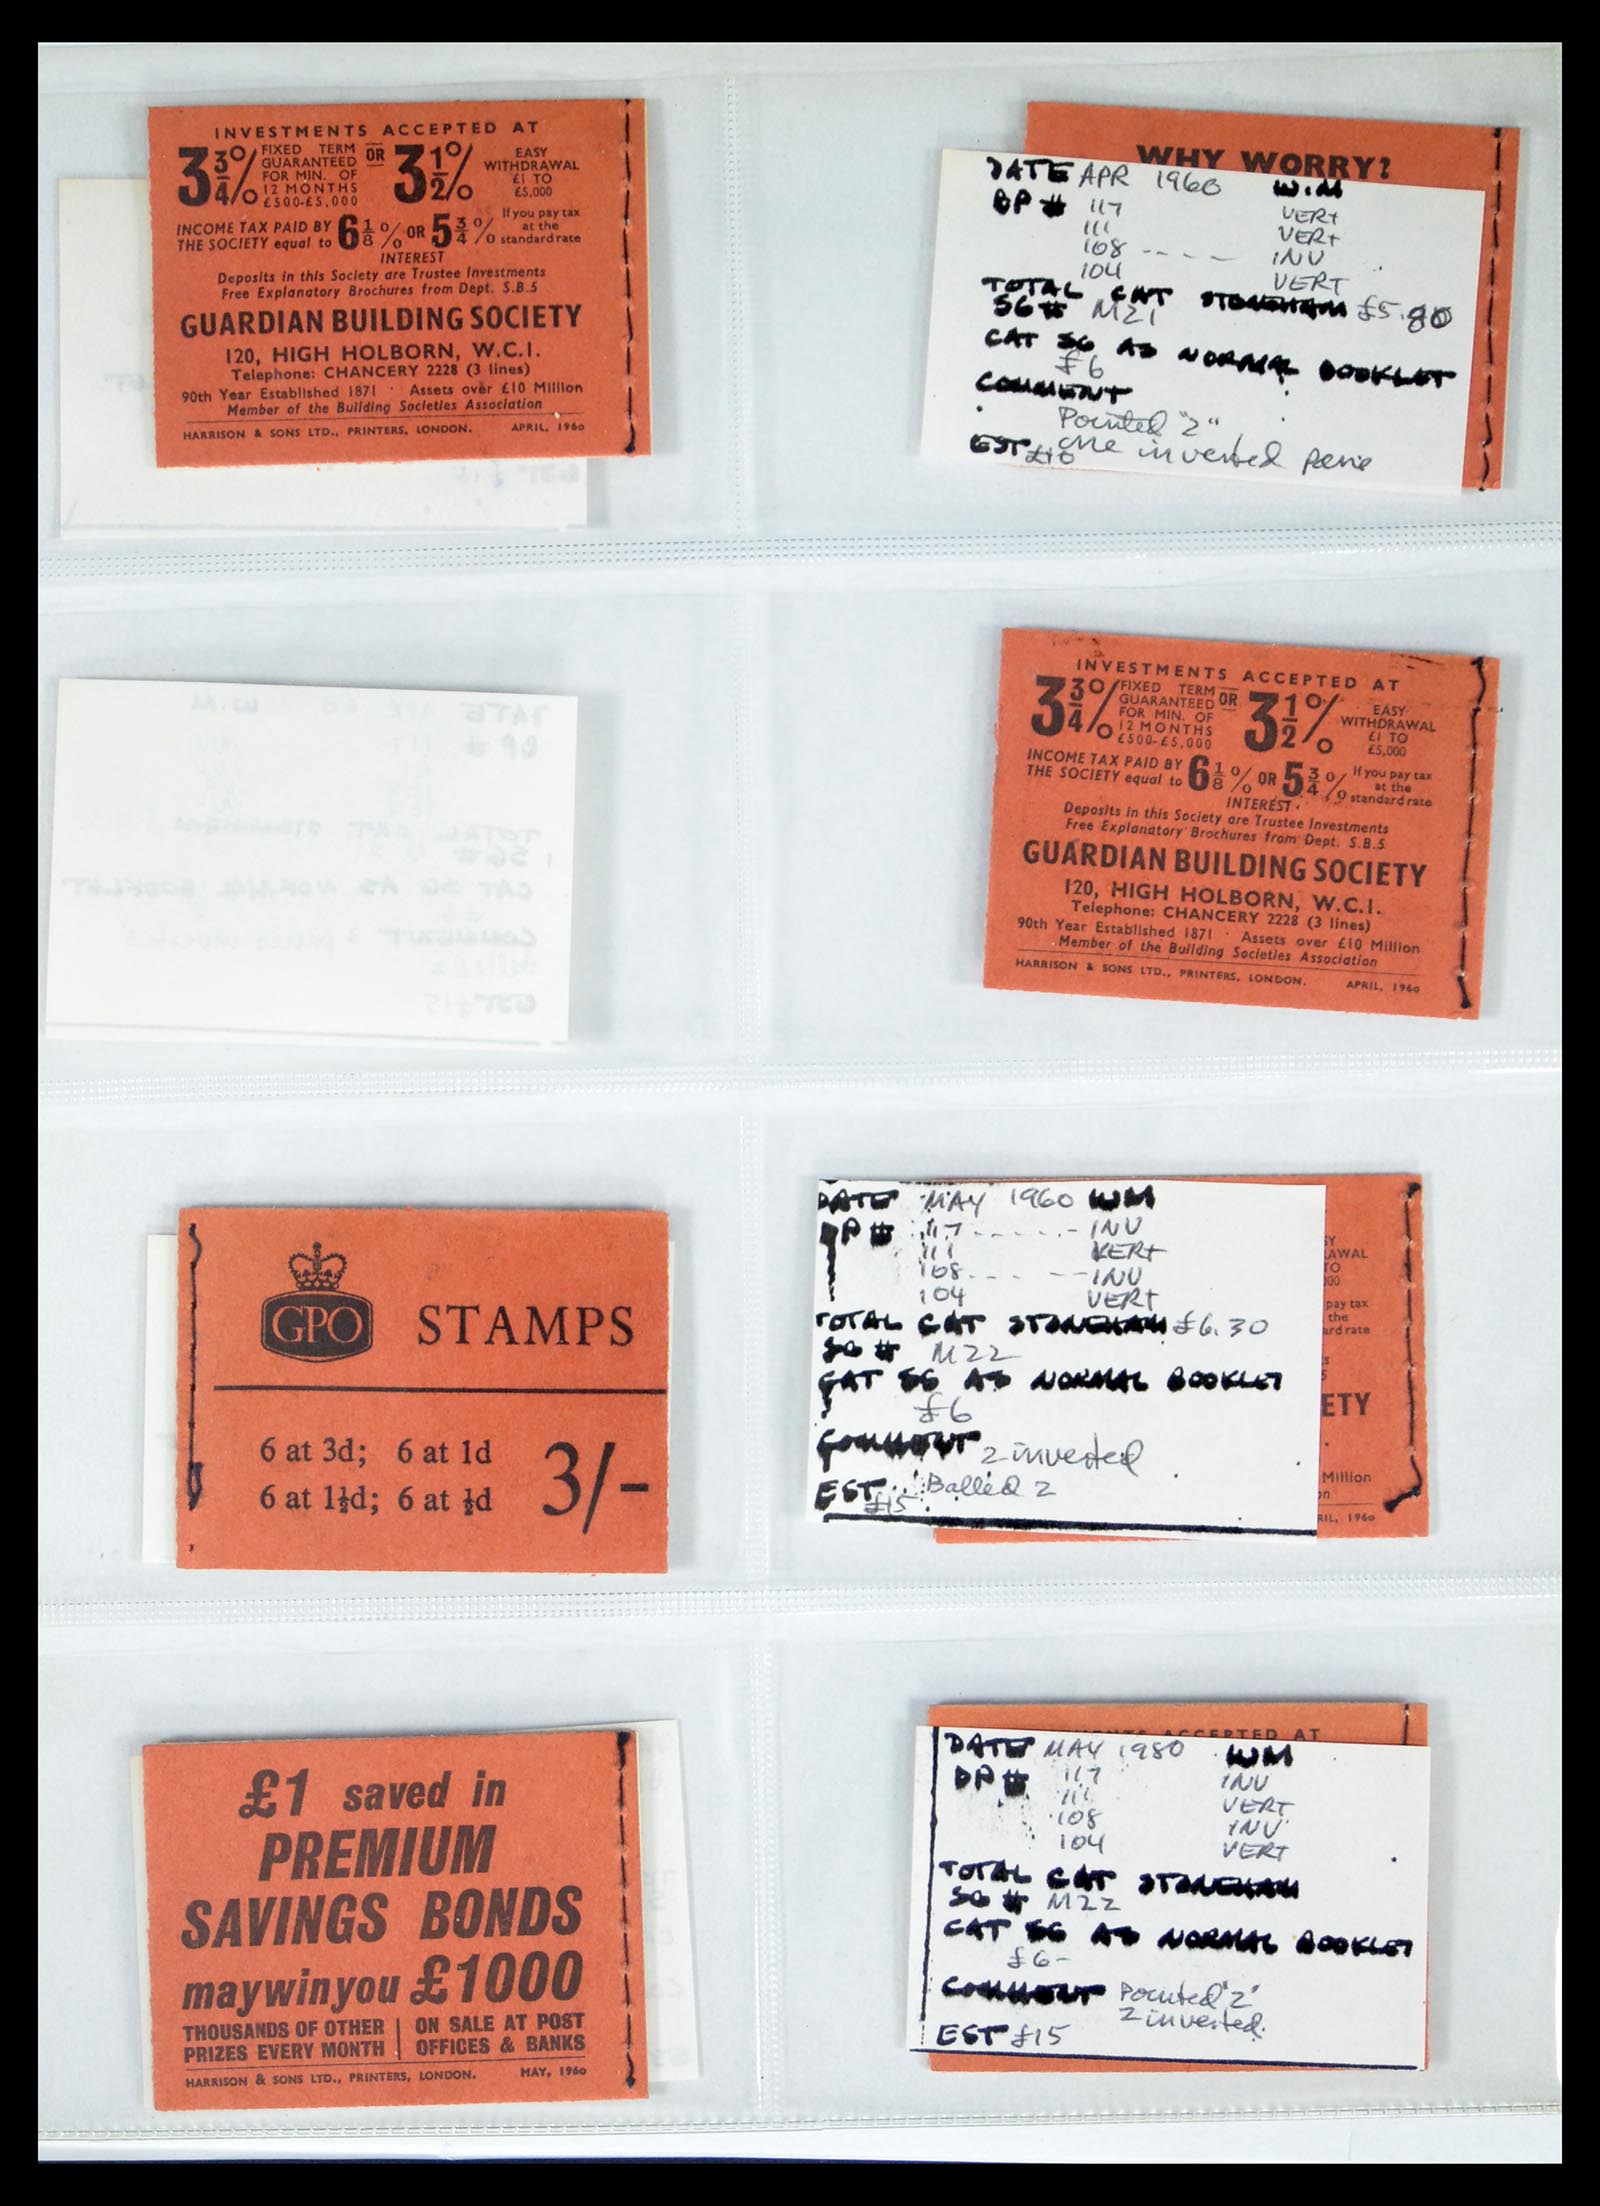 INVESTMENTS ACCEPTED AT
3¾% FIXED TERM GUARANTEED FOR MIN. OF 12 MONTHS £500-£5,000 OR 3½% EASY WITHDRAWAL £1 TO £5,000
INCOME TAX PAID BY THE SOCIETY equal to 6⅛% OR 5¾% If you pay tax at the standard rate
INTEREST
Deposits in this Society are Trustee Investments
Free Explanatory Brochures from Dept. S.B.5
GUARDIAN BUILDING SOCIETY
120, HIGH HOLBORN, W.C.1.
Telephone: CHANCERY 2228 (3 lines)
90th Year Established 1871 · Assets over £10 Million
Member of the Building Societies Association
HARRISON & SONS LTD., PRINTERS, LONDON. APRIL, 1960
WHY WORRY?
DATE APR 1960 WM
DP # 117 VERT
111 VERT
108 ---- INV
104 VERT
TOTAL CAT STONEHAM £5.80
SG # M21
CAT SG AS NORMAL BOOKLET
£6
COMMENT
Pointed "2"
EST £10 One inverted pane
INVESTMENTS ACCEPTED AT
3¾% FIXED TERM GUARANTEED FOR MIN. OF 12 MONTHS £500-£5,000 OR 3½% EASY WITHDRAWAL £1 TO £5,000
INCOME TAX PAID BY THE SOCIETY equal to 6⅛% OR 5¾% If you pay tax at the standard rate
INTEREST
Deposits in this Society are Trustee Investments
Free Explanatory Brochures from Dept. S.B.5
GUARDIAN BUILDING SOCIETY
120, HIGH HOLBORN, W.C.1.
Telephone: CHANCERY 2228 (3 lines)
90th Year Established 1871 · Assets over £10 Million
Member of the Building Societies Association
HARRISON & SONS LTD., PRINTERS, LONDON. APRIL, 1960
GPO STAMPS
6 at 3d; 6 at 1d
6 at 1½d; 6 at ½d
3/-
DATE MAY 1960 WM
DP # 117 ------ INV
111 VERT
108 ----- INV
104 VERT
TOTAL CAT STONEHAM £6.30
SG # M22
CAT SG AS NORMAL BOOKLET
£6
COMMENT 2 inverted
EST £15 Balled 2
pay tax
the
ard rate
ETY
Million
RIL, 1960
£1 saved in
PREMIUM
SAVINGS BONDS
may win you £1000
THOUSANDS OF OTHER PRIZES EVERY MONTH | ON SALE AT POST OFFICES & BANKS
HARRISON & SONS LTD., PRINTERS, LONDON. MAY, 1960
ACCEPTED AT
DATE MAY 1980 WM
DP # 117 INV
111 VERT
108 INV
104 VERT
TOTAL CAT STONEHAM
SG # M22
CAT SG AS NORMAL BOOKLET
£6-
COMMENT Pointed "2"
2 inverted.
EST £15